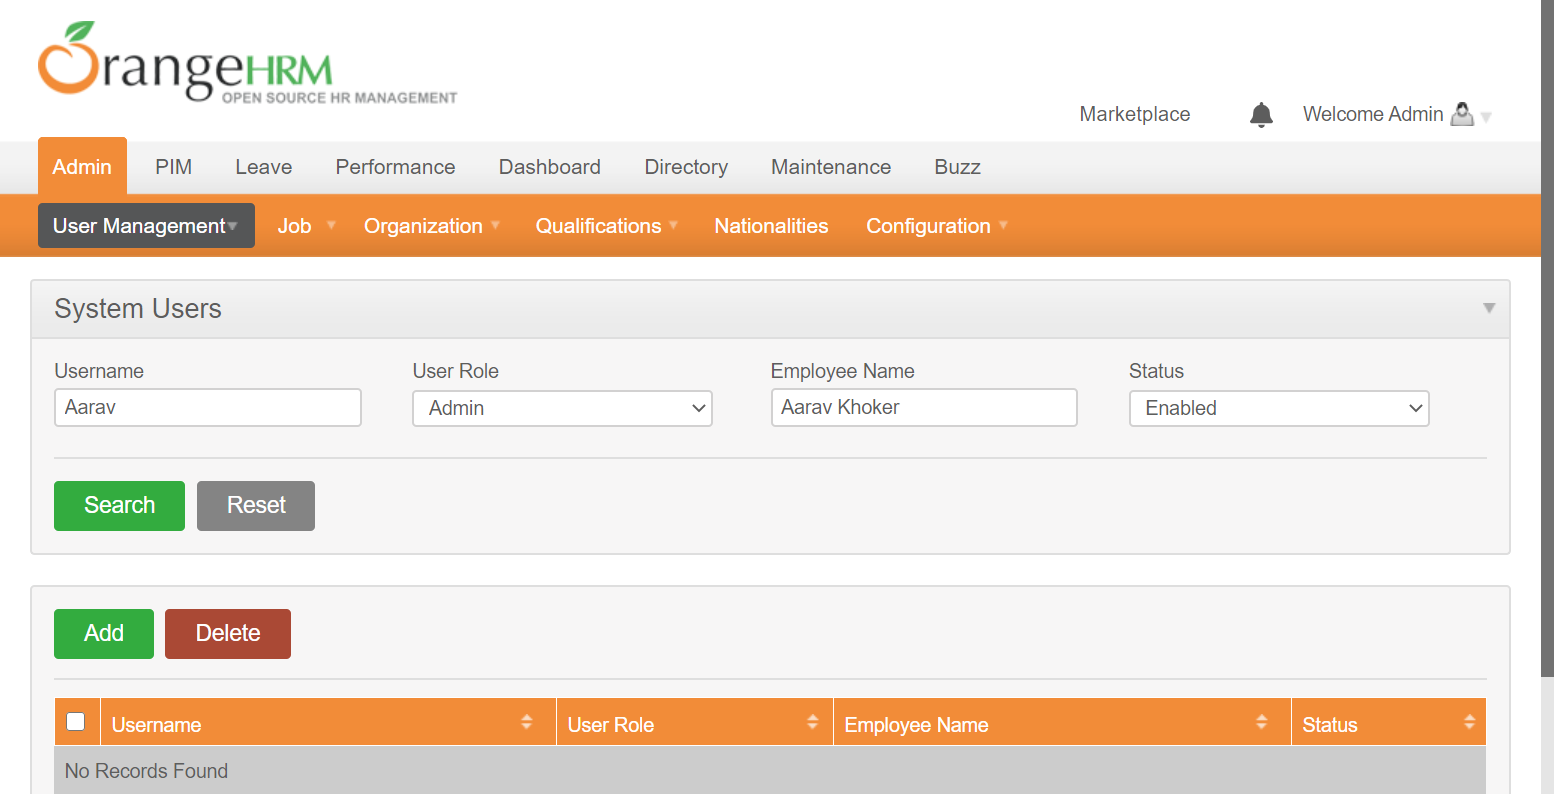 OrangeHRM
OPEN SOURCE HR MANAGEMENT
Marketplace Welcome Admin
Admin PIM Leave Performance Dashboard Directory Maintenance Buzz
User Management Job Organization Qualifications Nationalities Configuration
System Users
Username User Role Employee Name Status
Aarav Admin Aarav Khoker Enabled
Search Reset
Add Delete
Username User Role Employee Name Status
No Records Found